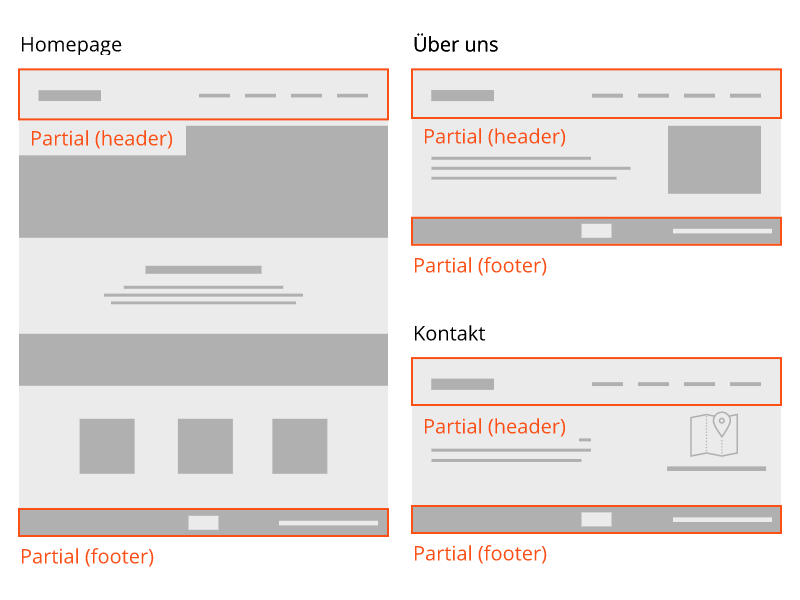 Homepage
Partial (header)
Partial (footer)
Über uns
Partial (header)
Partial (footer)
Kontakt
Partial (header)
Partial (footer)